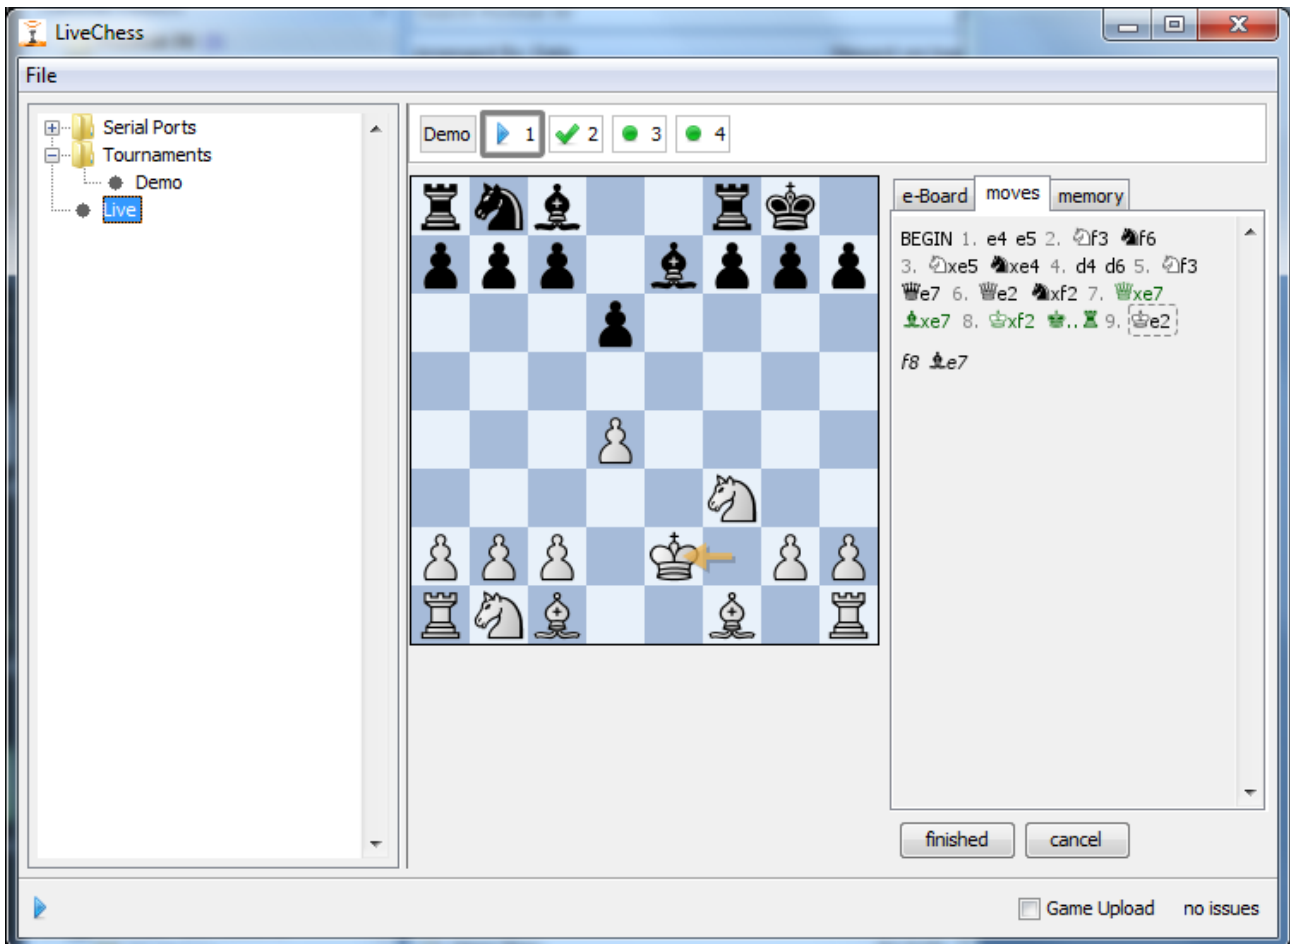 LiveChess
File
Serial Ports
Tournaments
Demo
Live
Demo 1 2 3 4
e-Board moves memory
BEGIN 1. e4 e5 2. ♘f3 ♞f6
3. ♘xe5 ♞xe4 4. d4 d6 5. ♘f3
♛e7 6. ♕e2 ♞xf2 7. ♕xe7
♝xe7 8. ♔xf2 ♚..♜ 9. ♔e2
f8 ♝e7
finished cancel
Game Upload no issues